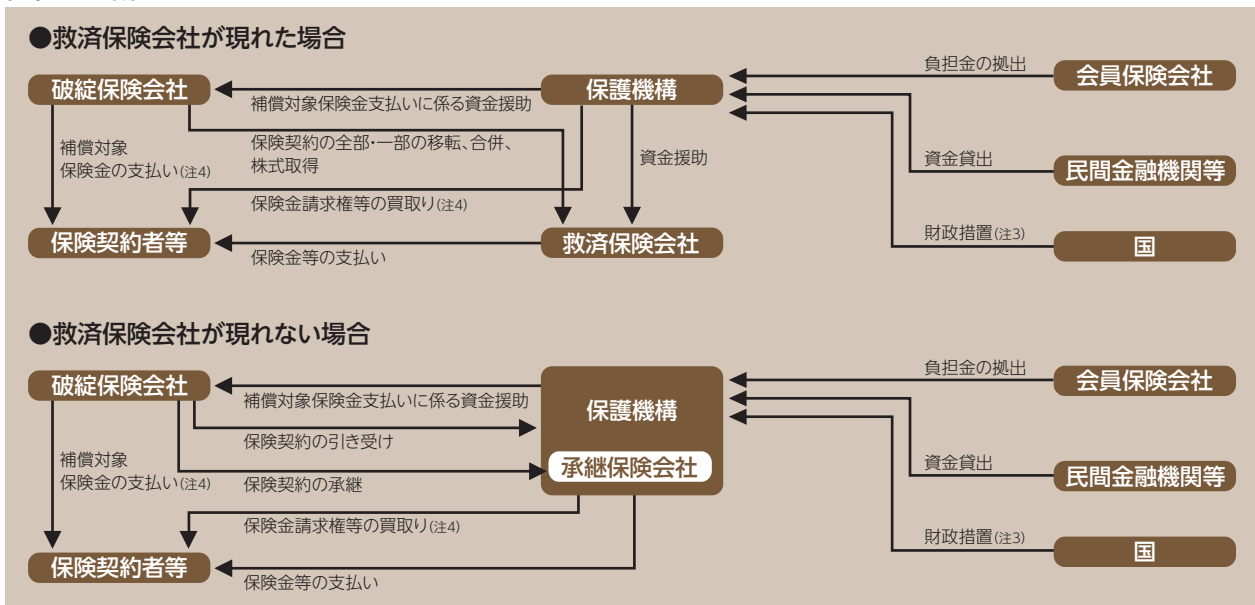 ●救済保険会社が現れた場合
破綻保険会社
保護機構
会員保険会社
負担金の拠出
補償対象保険金支払いに係る資金援助
保険契約の全部・一部の移転、合併、
株式取得
補償対象
保険金の支払い(注4)
資金援助
資金貸出
民間金融機関等
保険金請求権等の買取り(注4)
保険契約者等
救済保険会社
保険金等の支払い
財政措置(注3)
国
●救済保険会社が現れない場合
破綻保険会社
保護機構
会員保険会社
負担金の拠出
補償対象保険金支払いに係る資金援助
保険契約の引き受け
補償対象
保険金の支払い(注4)
承継保険会社
保険契約の承継
資金貸出
民間金融機関等
保険金請求権等の買取り(注4)
財政措置(注3)
国
保険契約者等
保険金等の支払い